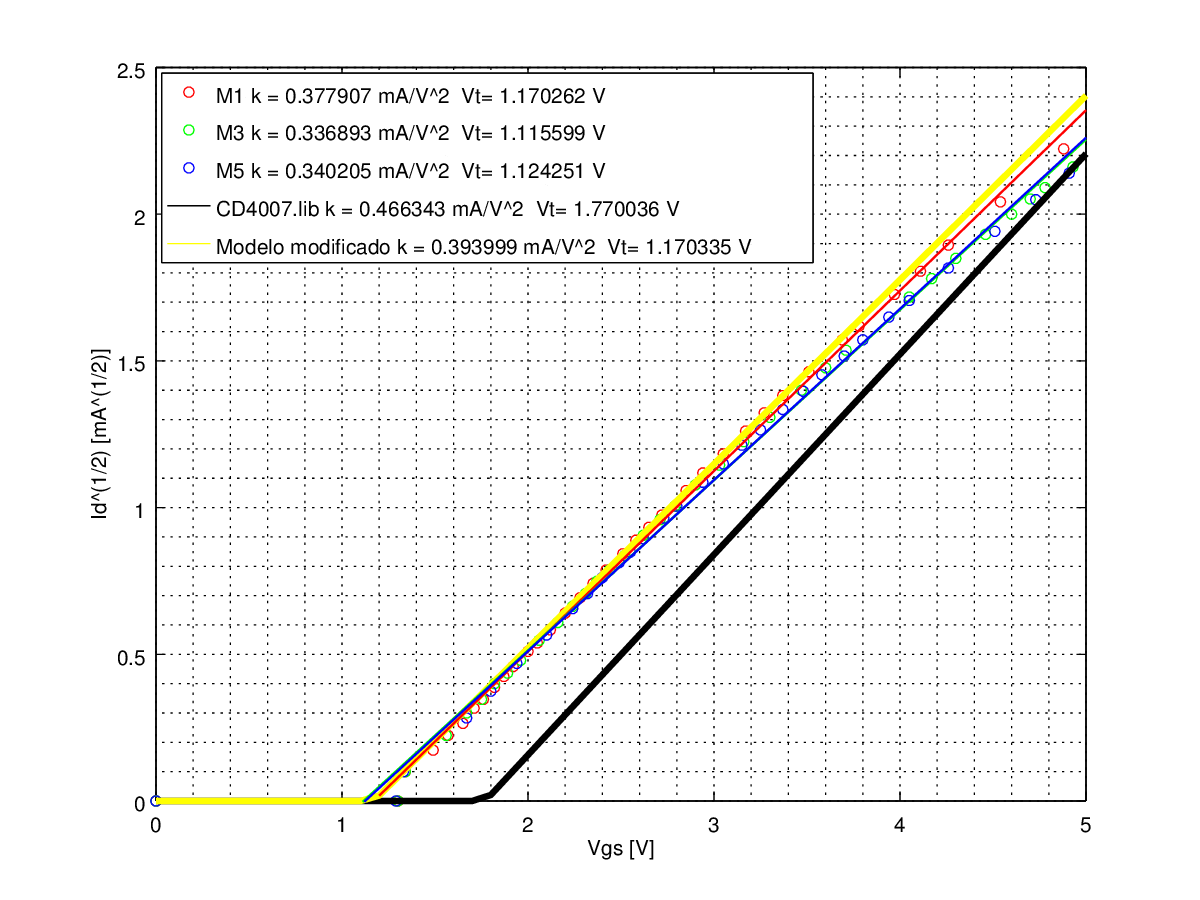 2.5
2
1.5
1
0.5
0
Id^(1/2) [mA^(1/2)]
M1 k = 0.377907 mA/V^2 Vt= 1.170262 V
M3 k = 0.336893 mA/V^2 Vt= 1.115599 V
M5 k = 0.340205 mA/V^2 Vt= 1.124251 V
CD4007.lib k = 0.466343 mA/V^2 Vt= 1.770036 V
Modelo modificado k = 0.393999 mA/V^2 Vt= 1.170335 V
0 1 2 3 4 5
Vgs [V]